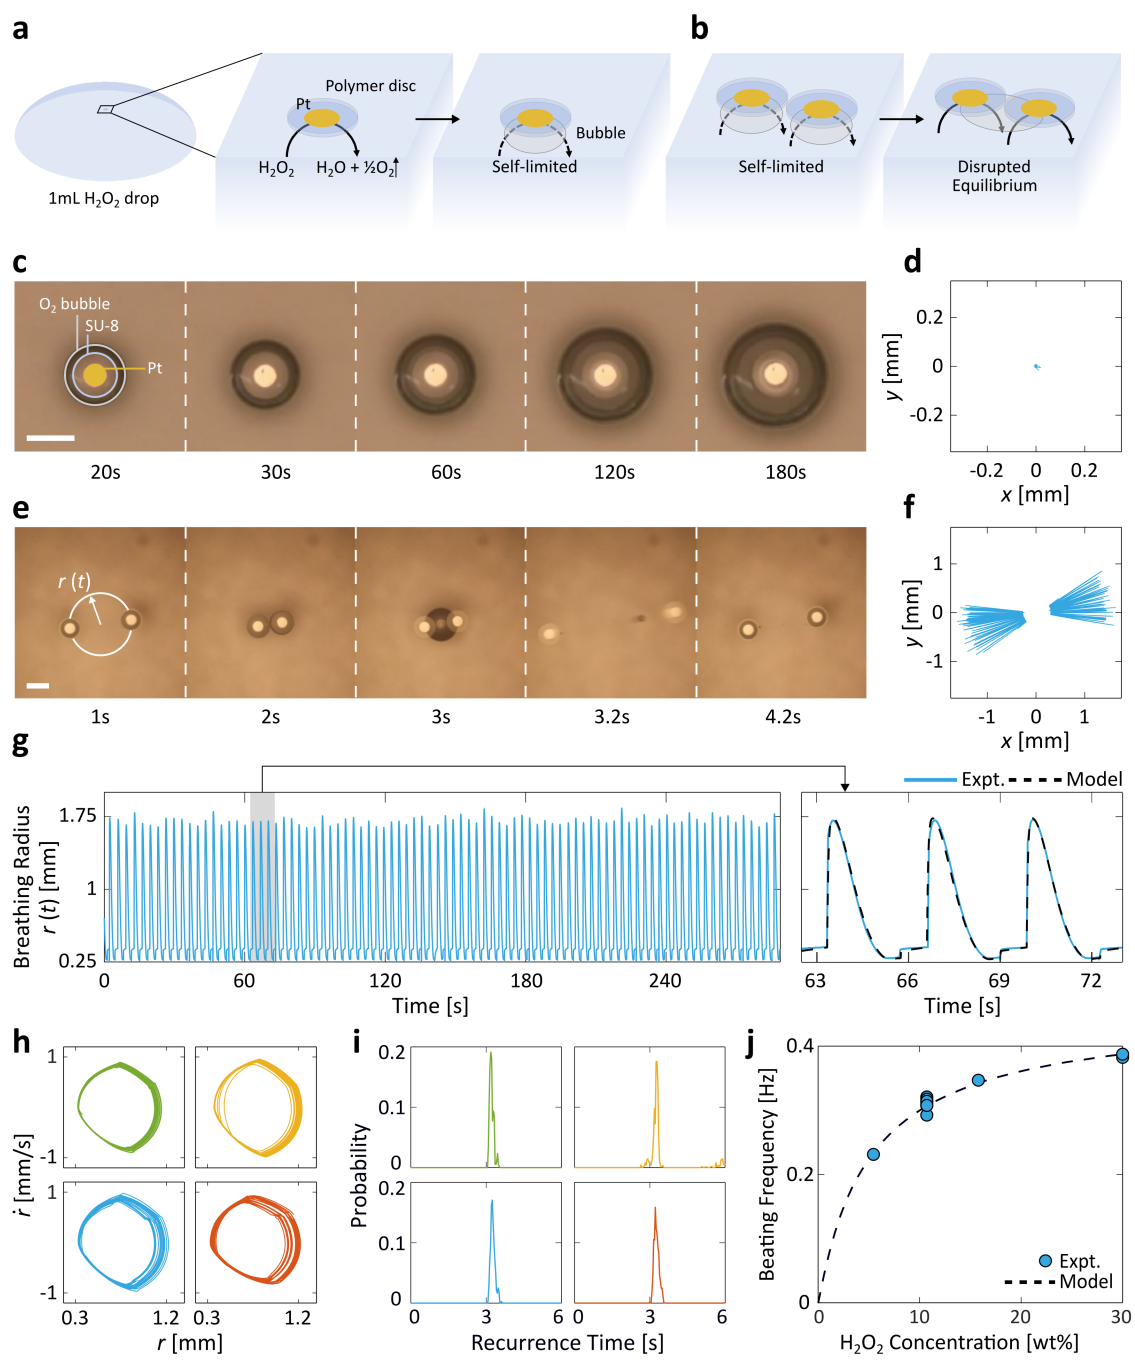 a
b
Pt
Polymer disc
H₂O₂
H₂O + ½O₂
1mL H₂O₂ drop
Bubble
Self-limited
Self-limited
Disrupted
Equilibrium
c
O₂ bubble
SU-8
Pt
20s
30s
60s
120s
180s
d
y [mm]
0.2
0
-0.2
-0.2
0
0.2
x [mm]
e
r (t)
1s
2s
3s
3.2s
4.2s
f
y [mm]
1
0
-1
-1
0
1
x [mm]
g
Expt.
Model
Breathing Radius
r (t) [mm]
1.75
1
0.25
0
60
120
180
240
Time [s]
63
66
69
72
Time [s]
h
ṙ [mm/s]
1
-1
1
-1
0.3
1.2
0.3
1.2
r [mm]
i
Probability
0.2
0.1
0
0.2
0.1
0
0
3
6
0
3
6
Recurrence Time [s]
j
Beating Frequency [Hz]
0.4
0.2
0
0
10
20
30
Expt.
Model
H₂O₂ Concentration [wt%]